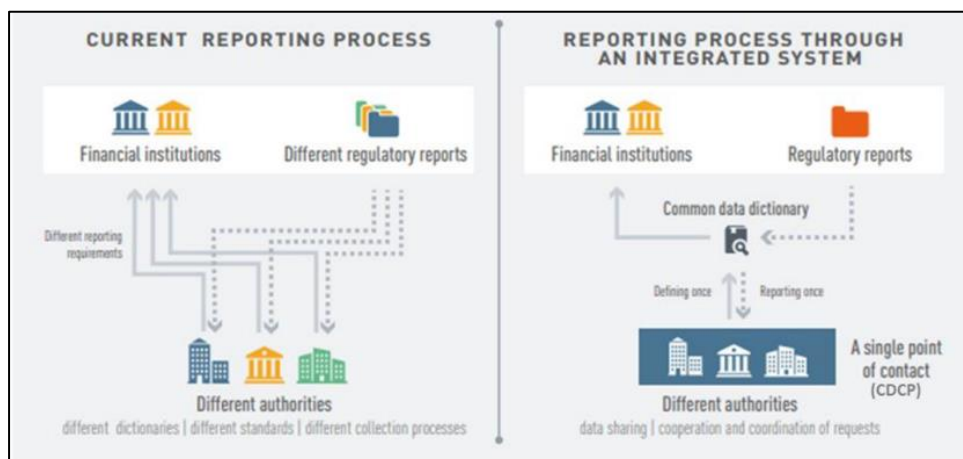 CURRENT REPORTING PROCESS
Financial institutions
Different regulatory reports
Different reporting
requirements
Different authorities
different dictionaries | different standards | different collection processes
REPORTING PROCESS THROUGH
AN INTEGRATED SYSTEM
Financial institutions
Regulatory reports
Common data dictionary
Defining once
Reporting once
A single point
of contact
(CDCP)
Different authorities
data sharing | cooperation and coordination of requests